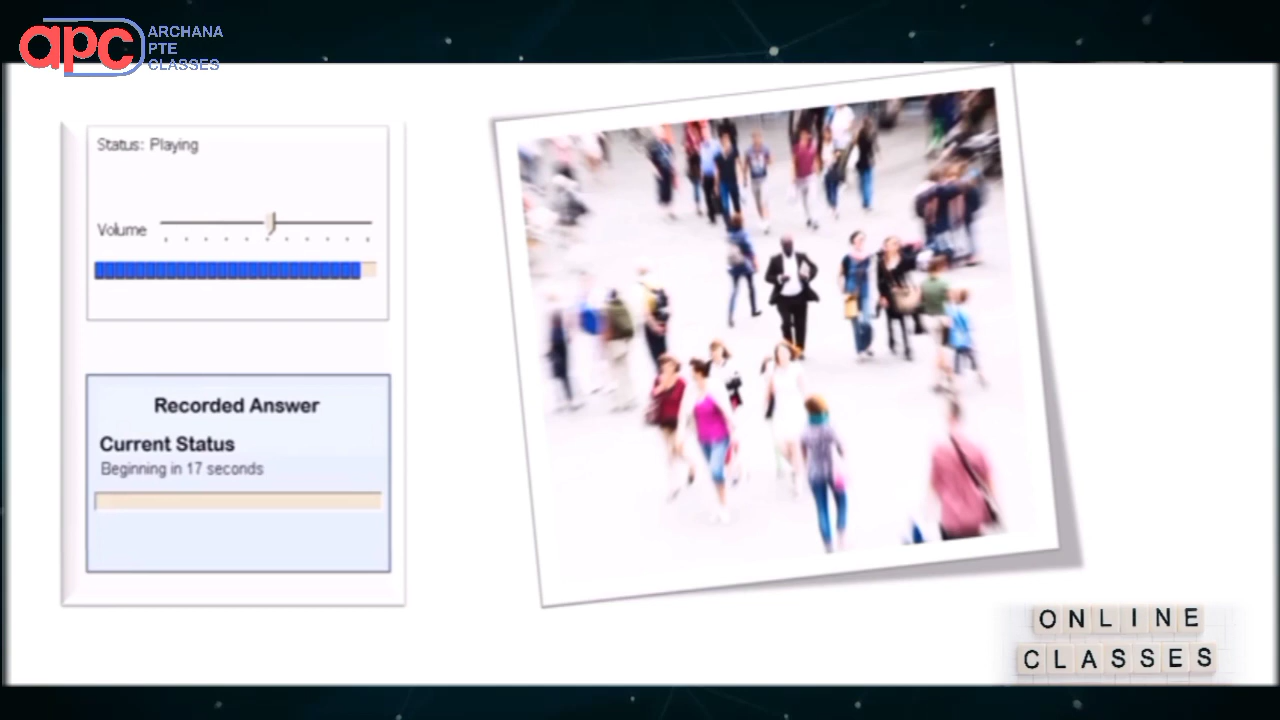 apc
ARCHANA
PTE
CLASSES
Status: Playing
Volume
Recorded Answer
Current Status
Beginning in 17 seconds
ONLINE
CLASSES